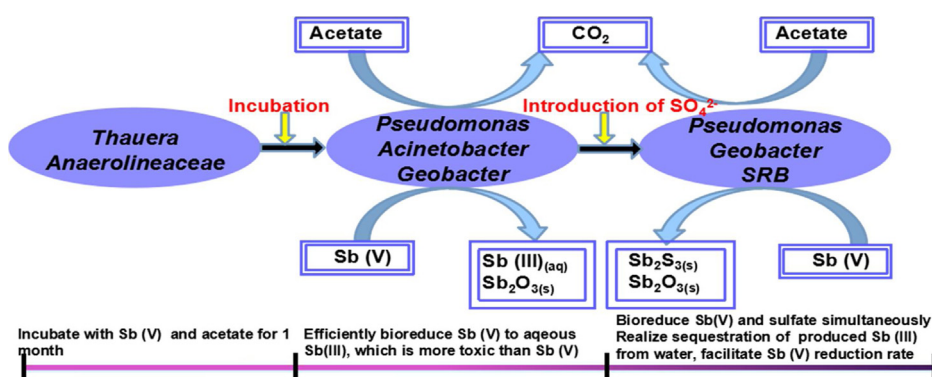 Acetate
CO₂
Acetate
Incubation
Introduction of SO₄²⁻
Thauera
Anaerolineaceae
Pseudomonas
Acinetobacter
Geobacter
Pseudomonas
Geobacter
SRB
Sb (V)
Sb (III)(aq)
Sb₂O₃(s)
Sb₂S₃(s)
Sb₂O₃(s)
Sb (V)
Incubate with Sb (V) and acetate for 1
month
Efficiently bioreduce Sb (V) to aqeous
Sb(III), which is more toxic than Sb (V)
Bioreduce Sb(V) and sulfate simultaneously
Realize sequestration of produced Sb (III)
from water, facilitate Sb (V) reduction rate